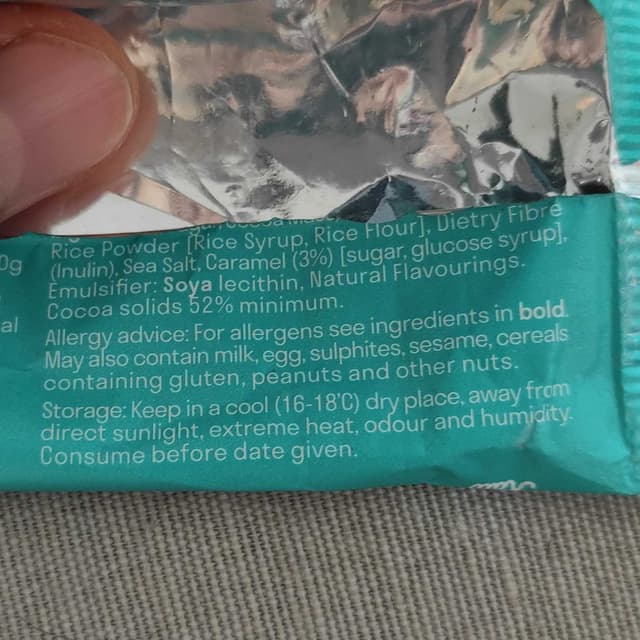 Rice Powder [Rice Syrup, Rice Flour], Dietry Fibre
(Inulin), Sea Salt, Caramel (3%) [sugar, glucose syrup],
Emulsifier: Soya lecithin, Natural Flavourings.
Cocoa solids 52% minimum.
Allergy advice: For allergens see ingredients in bold.
May also contain milk, egg, sulphites, sesame, cereals
containing gluten, peanuts and other nuts.
Storage: Keep in a cool (16-18°C) dry place, away from
direct sunlight, extreme heat, odour and humidity.
Consume before date given.
0g
al